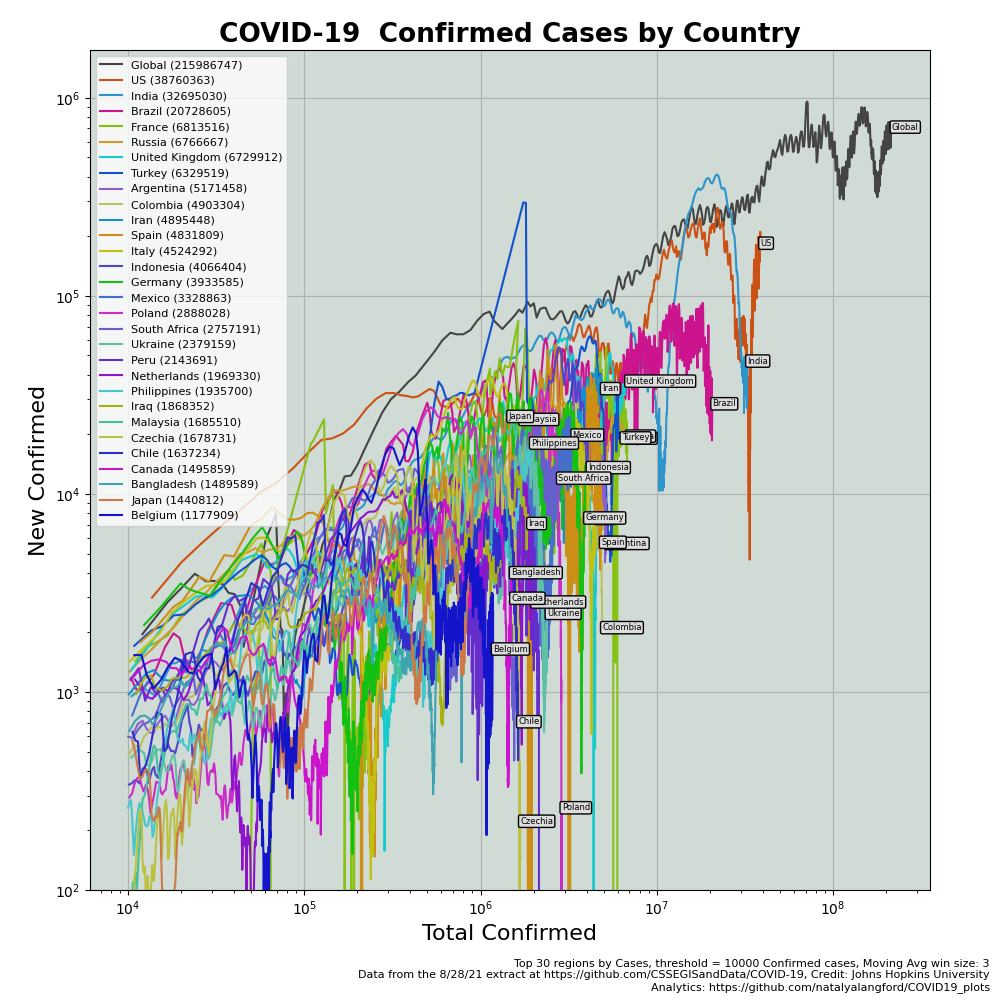 COVID-19  Confirmed Cases by Country
Global (215986747)
US (38760363)
India (32695030)
Brazil (20728605)
France (6813516)
Russia (6766667)
United Kingdom (6729912)
Turkey (6329519)
Argentina (5171458)
Colombia (4903304)
Iran (4895448)
Spain (4831809)
Italy (4524292)
Indonesia (4066404)
Germany (3933585)
Mexico (3328863)
Poland (2888028)
South Africa (2757191)
Ukraine (2379159)
Peru (2143691)
Netherlands (1969330)
Philippines (1935700)
Iraq (1868352)
Malaysia (1685510)
Czechia (1678731)
Chile (1637234)
Canada (1495859)
Bangladesh (1489589)
Japan (1440812)
Belgium (1177909)
Global
US
India
United Kingdom
Iran
Brazil
Japan
aysia
Mexico
Turkey
Philippines
Indonesia
South Africa
Germany
Iraq
Spain
ntina
Bangladesh
Canada
therlands
Ukraine
Colombia
Belgium
Chile
Poland
Czechia
10^6
10^5
10^4
10^3
10^2
New Confirmed
10^4 10^5 10^6 10^7 10^8
Total Confirmed
Top 30 regions by Cases, threshold = 10000 Confirmed cases, Moving Avg win size: 3
Data from the 8/28/21 extract at https://github.com/CSSEGISandData/COVID-19, Credit: Johns Hopkins University
Analytics: https://github.com/natalyalangford/COVID19_plots